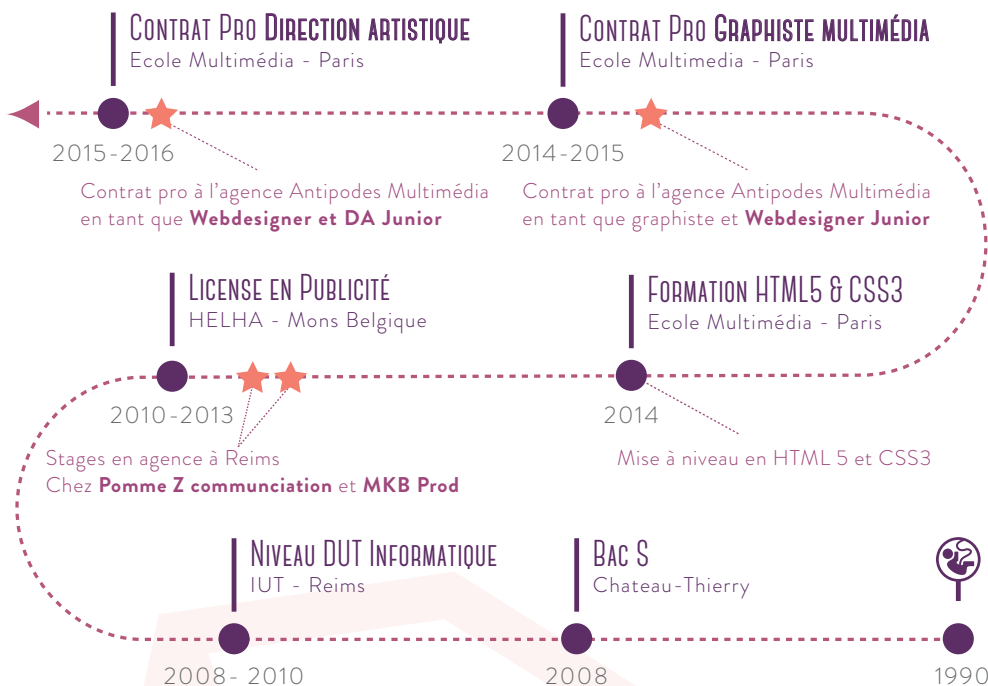 Contrat Pro Direction artistique
Ecole Multimédia - Paris
2015-2016
Contrat pro à l'agence Antipodes Multimédia
en tant que Webdesigner et DA Junior
Contrat Pro Graphiste multimédia
Ecole Multimedia - Paris
2014-2015
Contrat pro à l'agence Antipodes Multimédia
en tant que graphiste et Webdesigner Junior
License en Publicité
HELHA - Mons Belgique
2010-2013
Stages en agence à Reims
Chez Pomme Z communciation et MKB Prod
Formation HTML5 & CSS3
Ecole Multimédia - Paris
2014
Mise à niveau en HTML 5 et CSS3
Niveau DUT Informatique
IUT - Reims
2008- 2010
Bac S
Chateau-Thierry
2008
1990